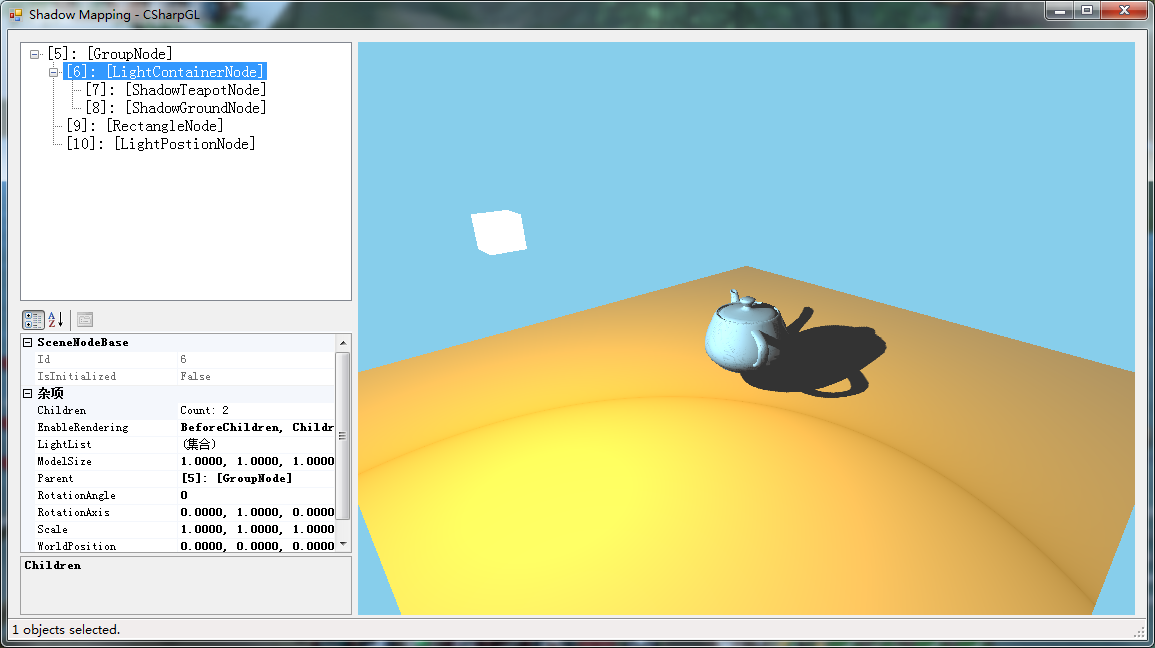 Shadow Mapping - CSharpGL
[5]: [GroupNode]
[6]: [LightContainerNode]
[7]: [ShadowTeapotNode]
[8]: [ShadowGroundNode]
[9]: [RectangleNode]
[10]: [LightPostionNode]
SceneNodeBase
Id 6
IsInitialized False
杂项
Children Count: 2
EnableRendering BeforeChildren, Childr
LightList (集合)
ModelSize 1.0000, 1.0000, 1.0000
Parent [5]: [GroupNode]
RotationAngle 0
RotationAxis 0.0000, 1.0000, 0.0000
Scale 1.0000, 1.0000, 1.0000
WorldPosition 0.0000, 0.0000, 0.0000
Children
1 objects selected.